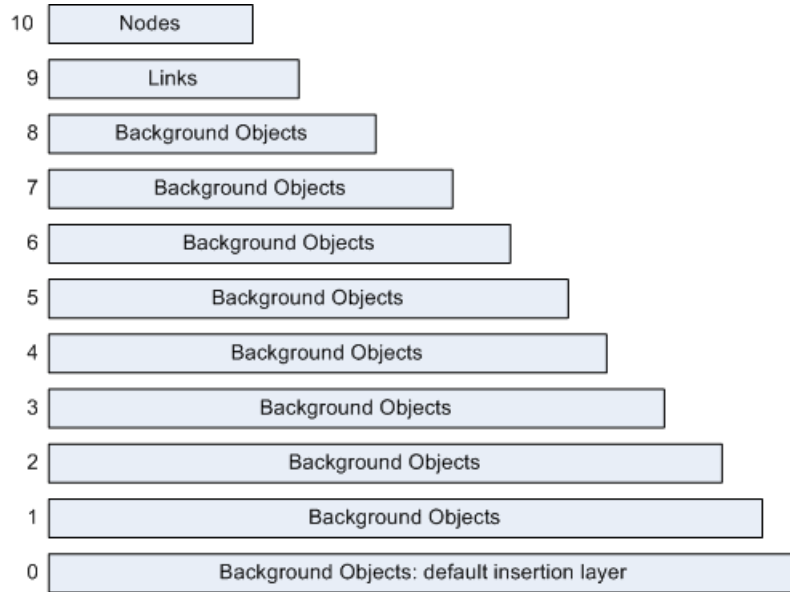 10 Nodes
9 Links
8 Background Objects
7 Background Objects
6 Background Objects
5 Background Objects
4 Background Objects
3 Background Objects
2 Background Objects
1 Background Objects
0 Background Objects: default insertion layer